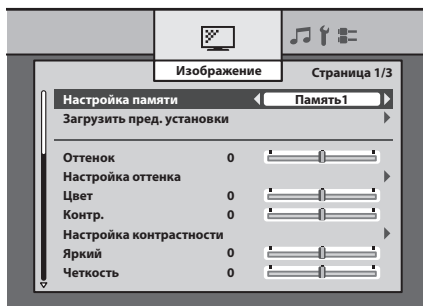 Изображение
Страница 1/3
Настройка памяти Память1
Загрузить пред. установки
Оттенок 0
Настройка оттенка
Цвет 0
Контр. 0
Настройка контрастности
Яркий 0
Четкость 0